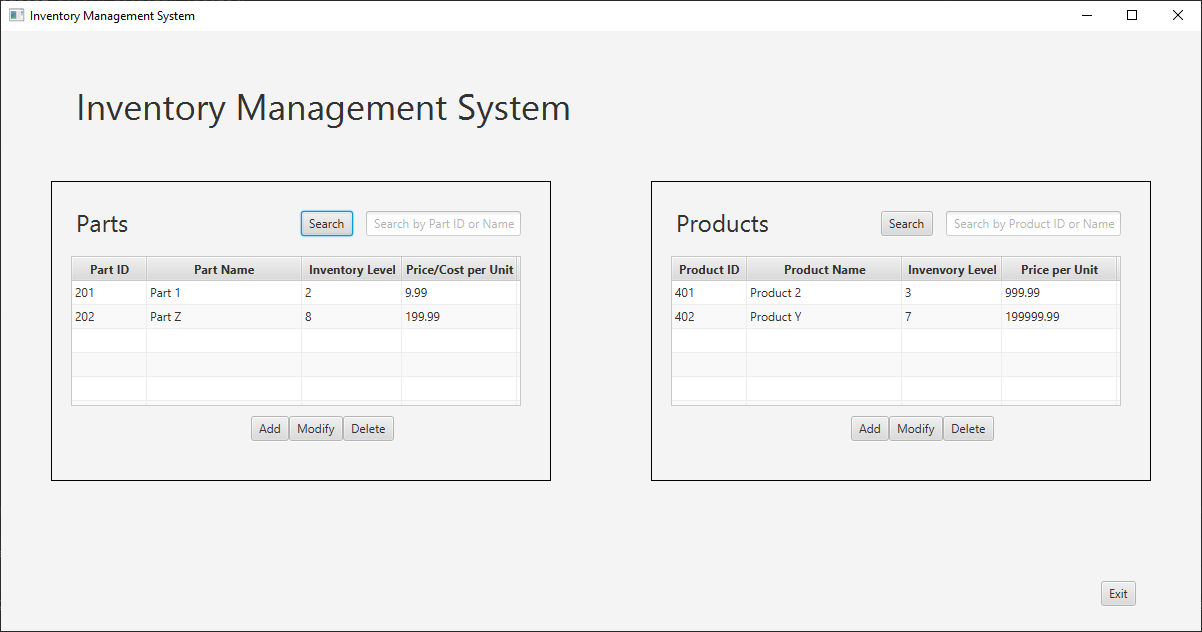 Inventory Management System
Inventory Management System
Parts
Search
Search by Part ID or Name
Part ID Part Name Inventory Level Price/Cost per Unit
201 Part 1 2 9.99
202 Part Z 8 199.99
Add Modify Delete
Products
Search
Search by Product ID or Name
Product ID Product Name Invenvory Level Price per Unit
401 Product 2 3 999.99
402 Product Y 7 199999.99
Add Modify Delete
Exit